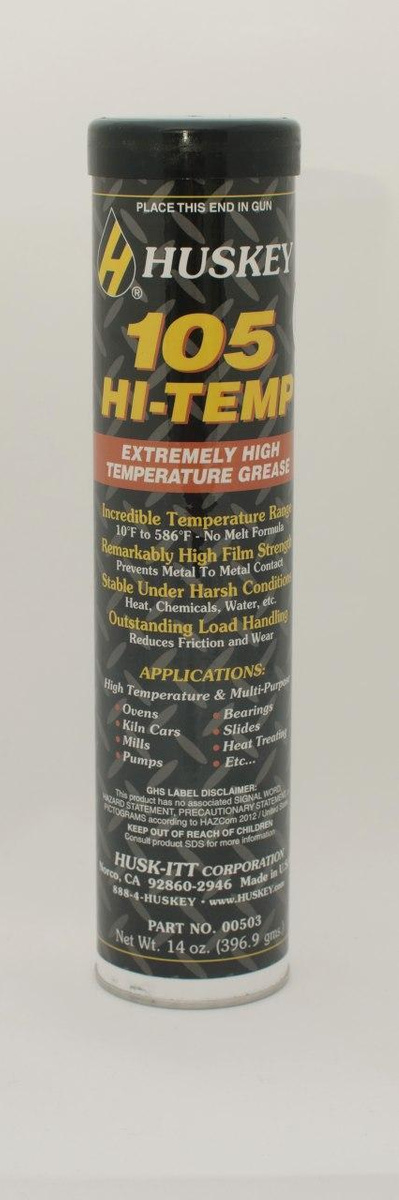 PLACE THIS END IN GUN
H HUSKEY
®
105
HI-TEMP
EXTREMELY HIGH
TEMPERATURE GREASE
Incredible Temperature Range
10°F to 586°F - No Melt Formula
Remarkably High Film Strength
Prevents Metal To Metal Contact
Stable Under Harsh Conditions
Heat, Chemicals, Water, etc.
Outstanding Load Handling
Reduces Friction and Wear
APPLICATIONS:
High Temperature & Multi-Purpose
• Ovens
• Kiln Cars
• Mills
• Pumps
• Bearings
• Slides
• Heat Treating
• Etc...
GHS LABEL DISCLAIMER:
This product has no associated SIGNAL WORD,
HAZARD STATEMENT, PRECAUTIONARY STATEMENT
PICTOGRAMS according to HAZCom 2012 / United States
KEEP OUT OF REACH OF CHILDREN
Consult product SDS for more information
HUSK-ITT CORPORATION
Norco, CA 92860-2946 Made in U.S.
888-4-HUSKEY • www.HUSKEY.com
PART NO. 00503
Net Wt. 14 oz. (396.9 gms.)